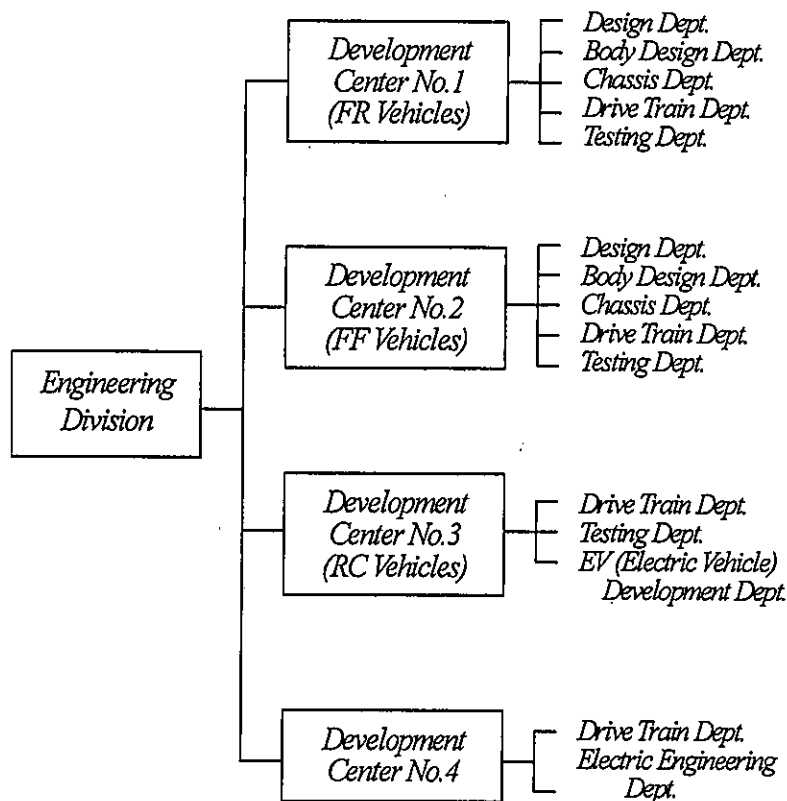 Development
Center No.1
(FR Vehicles)
Design Dept.
Body Design Dept.
Chassis Dept.
Drive Train Dept.
Testing Dept.
Development
Center No.2
(FF Vehicles)
Design Dept.
Body Design Dept.
Chassis Dept.
Drive Train Dept.
Testing Dept.
Engineering
Division
Development
Center No.3
(RC Vehicles)
Drive Train Dept.
Testing Dept.
EV (Electric Vehicle)
Development Dept.
Development
Center No.4
Drive Train Dept.
Electric Engineering
Dept.